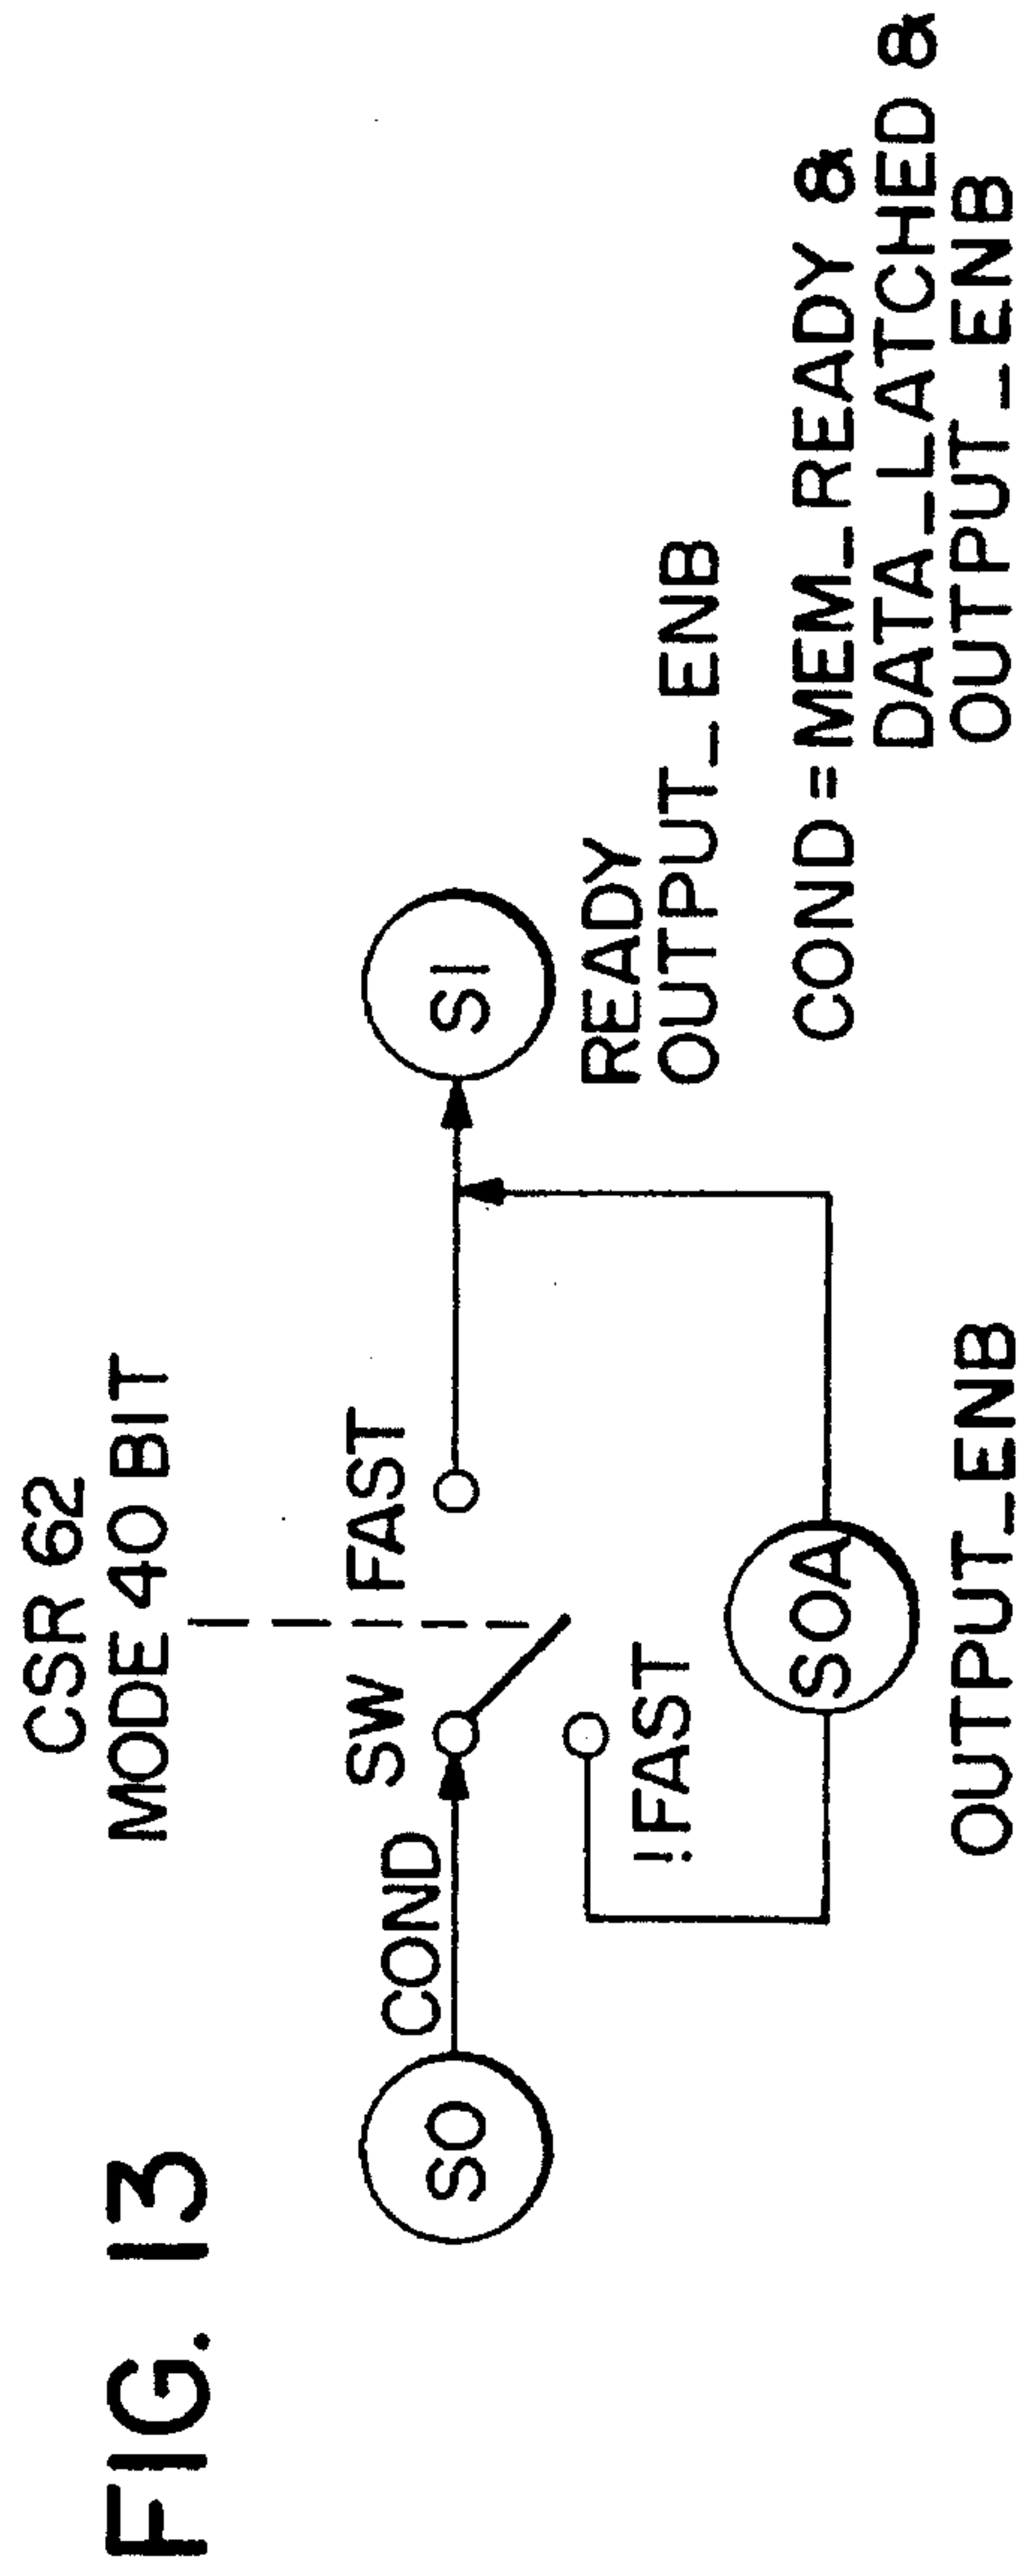 FIG. 13
CSR 62
MODE 40 BIT
SW FAST
COND
SO
SI
!FAST
READY
OUTPUT_ENB
SOA
OUTPUT_ENB
COND = MEM_READY &
DATA_LATCHED &
OUTPUT_ENB